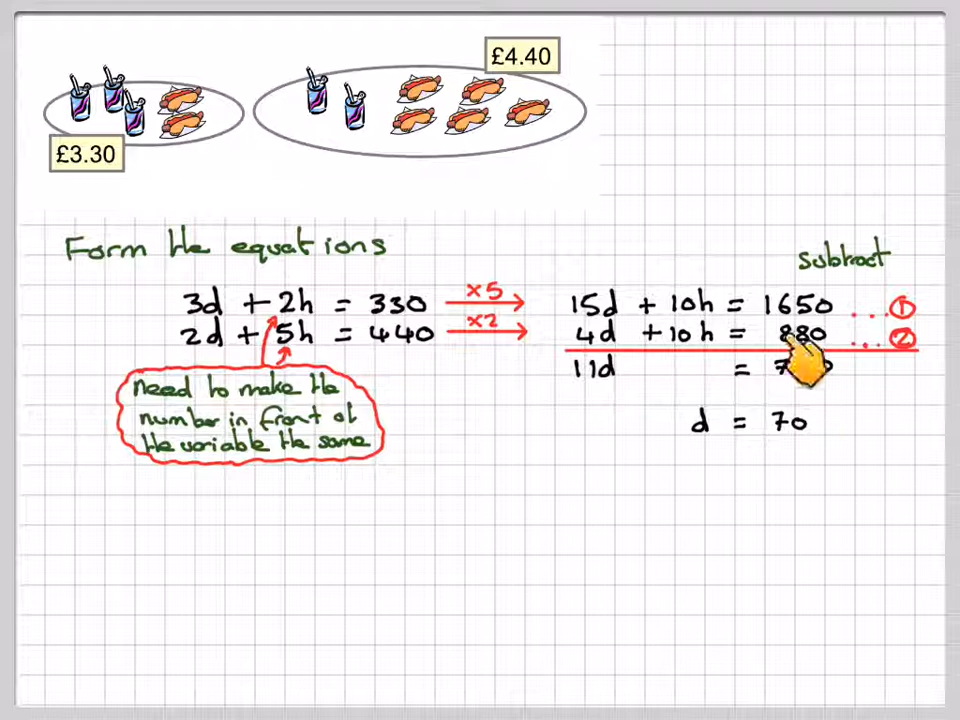 £4.40
£3.30
Form the equations
subtract
3d + 2h = 330 ×5 15d + 10h = 1650 ...①
2d + 5h = 440 ×2 4d + 10h = 880 ...②
11d =
need to make the
number in front of
the variable the same
d = 70